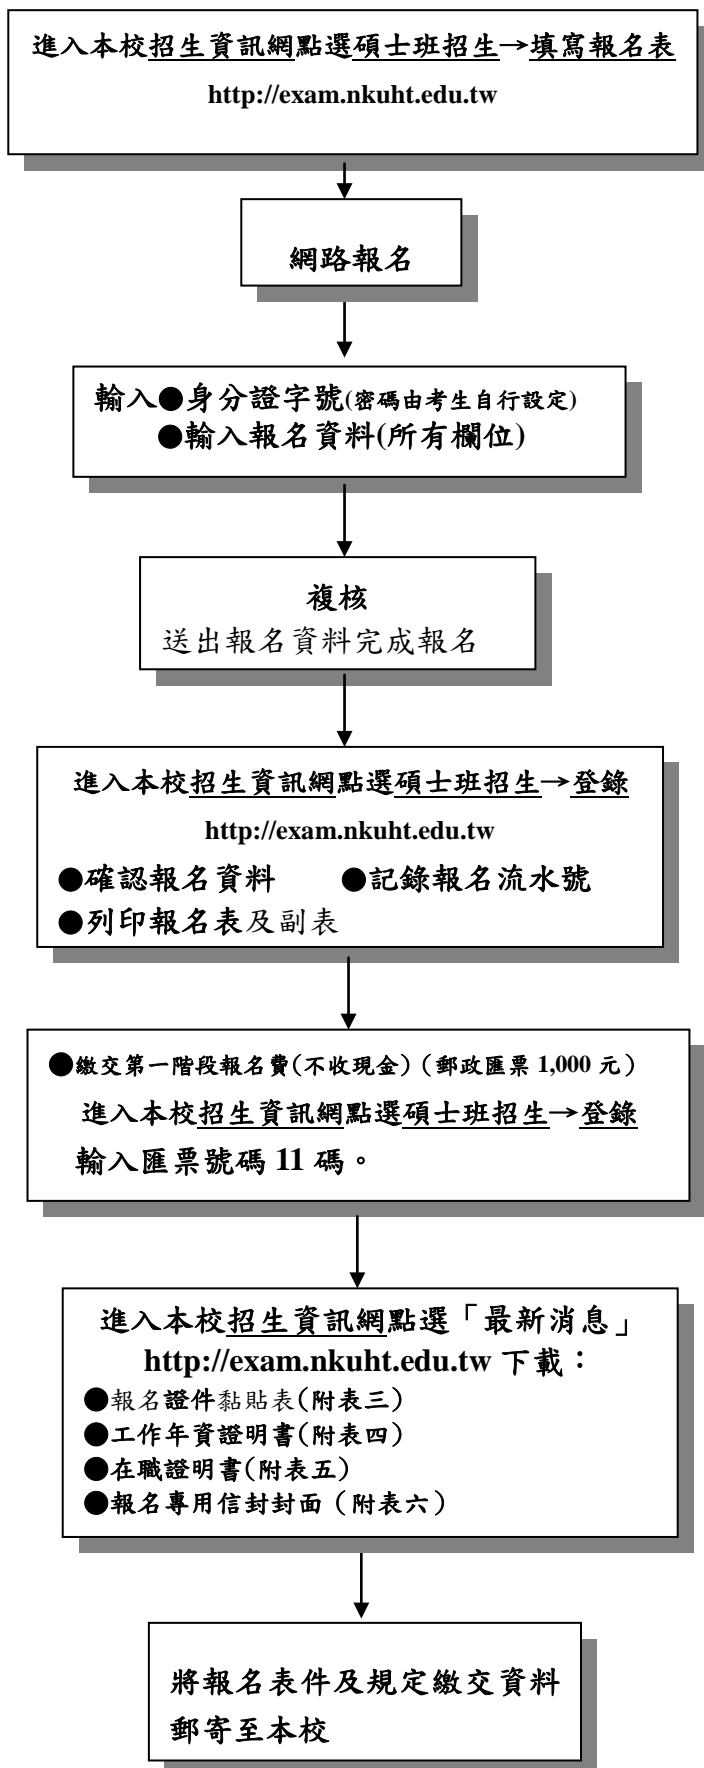 進入本校招生資訊網點選碩士班招生→填寫報名表
http://exam.nkuht.edu.tw
網路報名
輸入●身分證字號(密碼由考生自行設定)
●輸入報名資料(所有欄位)
複核
送出報名資料完成報名
進入本校招生資訊網點選碩士班招生→登錄
http://exam.nkuht.edu.tw
●確認報名資料 ●記錄報名流水號
●列印報名表及副表
●繳交第一階段報名費(不收現金)(郵政匯票 1,000 元)
進入本校招生資訊網點選碩士班招生→登錄
輸入匯票號碼 11 碼。
進入本校招生資訊網點選「最新消息」
http://exam.nkuht.edu.tw 下載：
●報名證件黏貼表(附表三)
●工作年資證明書(附表四)
●在職證明書(附表五)
●報名專用信封封面（附表六）
將報名表件及規定繳交資料
郵寄至本校